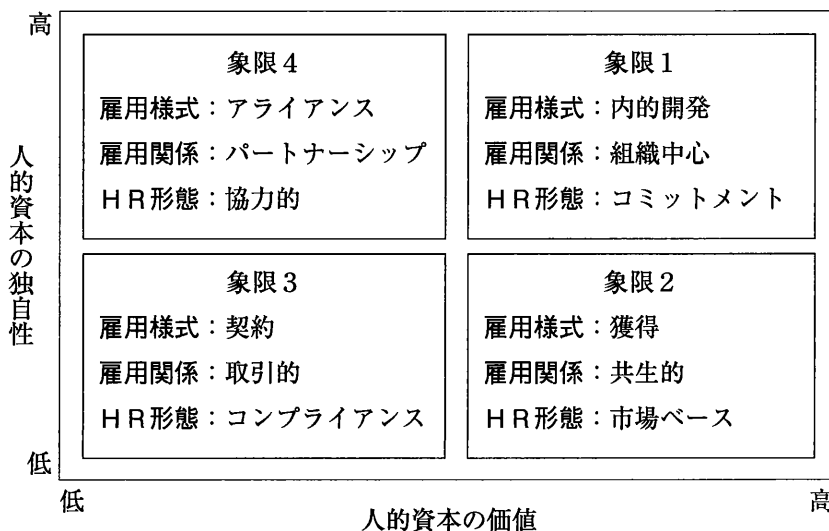 高
象限4
雇用様式：アライアンス
雇用関係：パートナーシップ
HR形態：協力的
象限1
雇用様式：内的開発
雇用関係：組織中心
HR形態：コミットメント
人的資本の独自性
象限3
雇用様式：契約
雇用関係：取引的
HR形態：コンプライアンス
象限2
雇用様式：獲得
雇用関係：共生的
HR形態：市場ベース
低
低
人的資本の価値
高